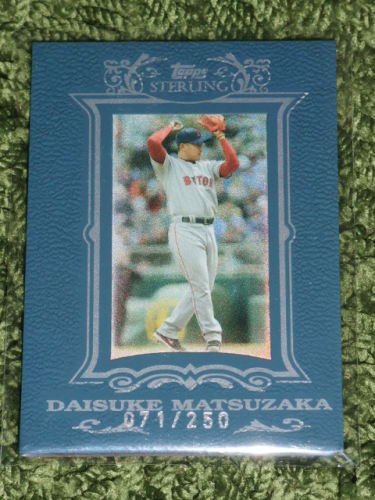 Topps
STERLING
BOSTON
DAISUKE MATSUZAKA
071/250